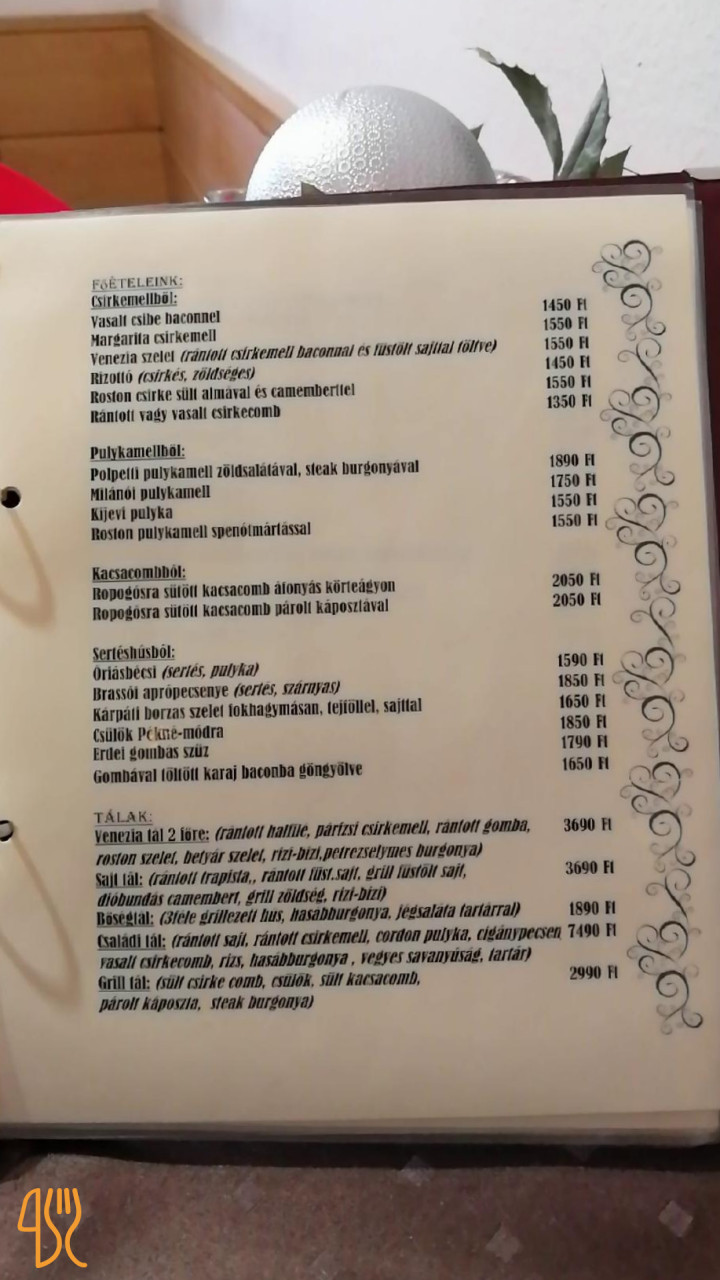 FőÉTELEINK:
Csirkemellből:
Vasalt csibe baconnel 1450 Ft
Margarita csirkemell 1550 Ft
Venezia szelet (rántott csirkemell baconnal és füstölt sajttal töltve) 1550 Ft
Rizottó (csirkés, zöldséges) 1450 Ft
Roston csirke sült almával és camemberttel 1550 Ft
Rántott vagy vasalt csirkecomb 1350 Ft
Pulykamellből:
Polpetti pulykamell zöldsalátával, steak burgonyával 1890 Ft
Milánói pulykamell 1750 Ft
Kijevi pulyka 1550 Ft
Roston pulykamell spenótmártással 1550 Ft
Kacsacombból:
Ropogósra sütött kacsacomb áfonyás körteágyon 2050 Ft
Ropogósra sütött kacsacomb párolt káposztával 2050 Ft
Sertéshúsból:
Óriásbécsi (sertés, pulyka) 1590 Ft
Brassói aprópecsenye (sertés, szárnyas) 1850 Ft
Kárpáti borzas szelet fokhagymásan, tejföllel, sajttal 1650 Ft
Csülök Pékné-módra 1850 Ft
Erdei gombas szűz 1790 Ft
Gombával töltött karaj baconba göngyölve 1650 Ft
TÁLAK:
Venezia tál 2 főre: (rántott halfilé, párizsi csirkemell, rántott gomba, 3690 Ft
roston szelet, betyár szelet, rizi-bizi,petrezselymes burgonya)
Sajt tál: (rántott trapista,, rántott füst.sajt, grill füstölt sajt, 3690 Ft
dióbundás camembert, grill zöldség, rizi-bizi)
Bőségtál: (3féle grillezett hús, hasábburgonya, jégsaláta tartárral) 1890 Ft
Családi tál: (rántott sajt, rántott csirkemell, cordon pulyka, cigánypecsen 7490 Ft
vasalt csirkecomb, rizs, hasábburgonya , vegyes savanyúság, tartár)
Grill tál: (sült csirke comb, csülök, sült kacsacomb, 2990 Ft
párolt káposzta, steak burgonya)